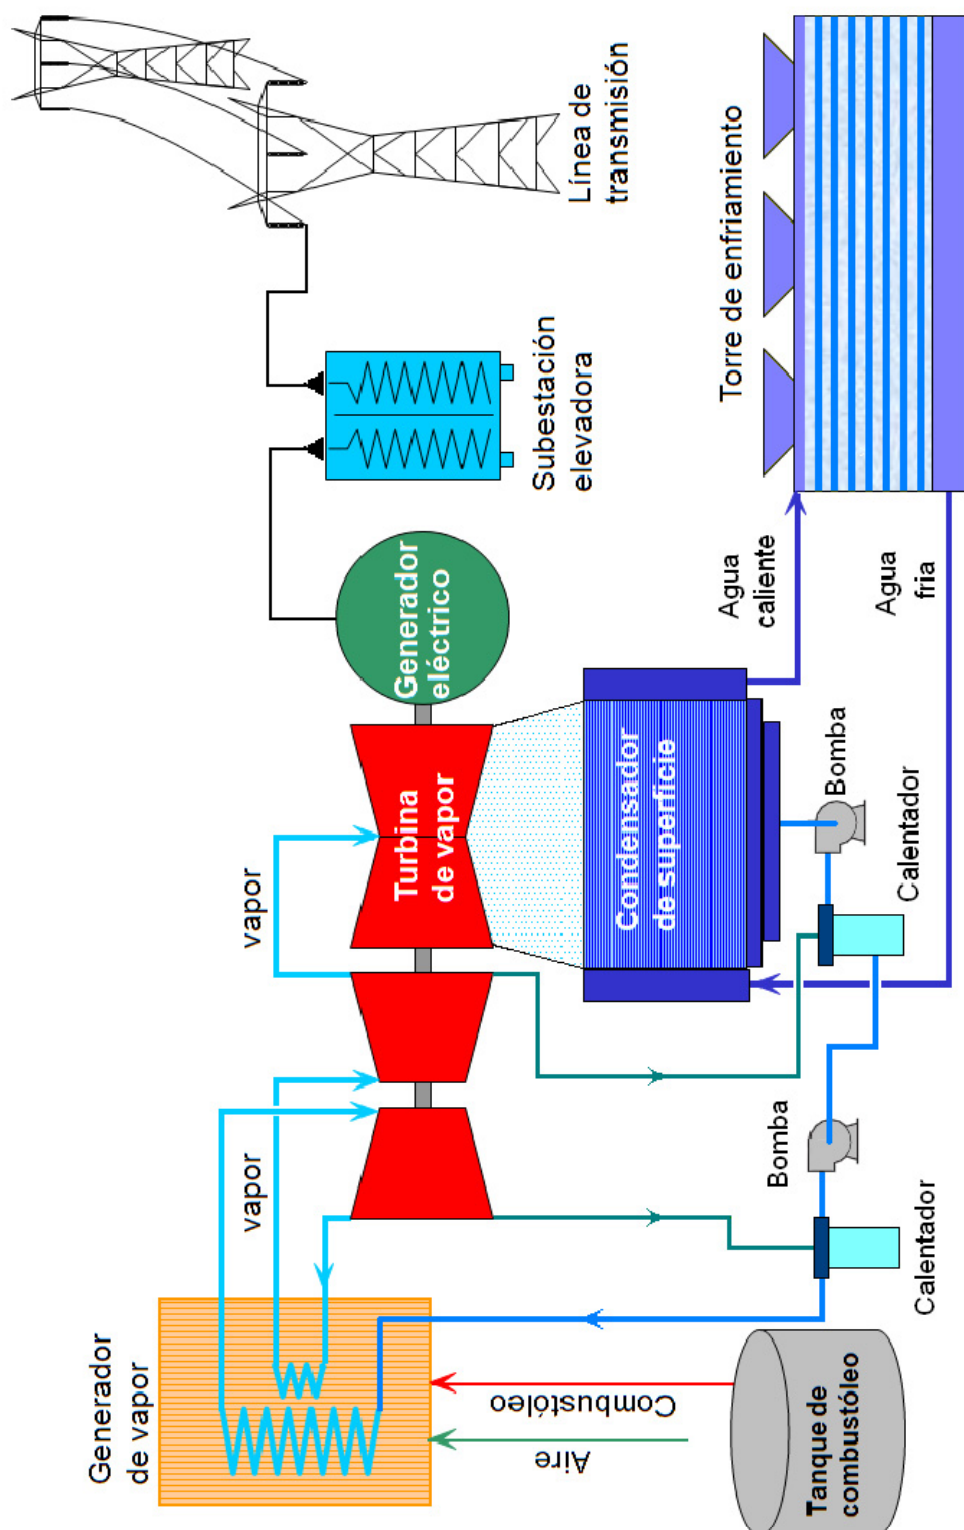 Generador
de vapor
vapor
vapor
Turbina
de vapor
Generador
eléctrico
Subestación
elevadora
Línea de
transmisión
Torre de enfriamiento
Agua
caliente
Agua
fria
Condensador
de superficie
Bomba
Calentador
Bomba
Calentador
Combustóleo
Aire
Tanque de
combustóleo